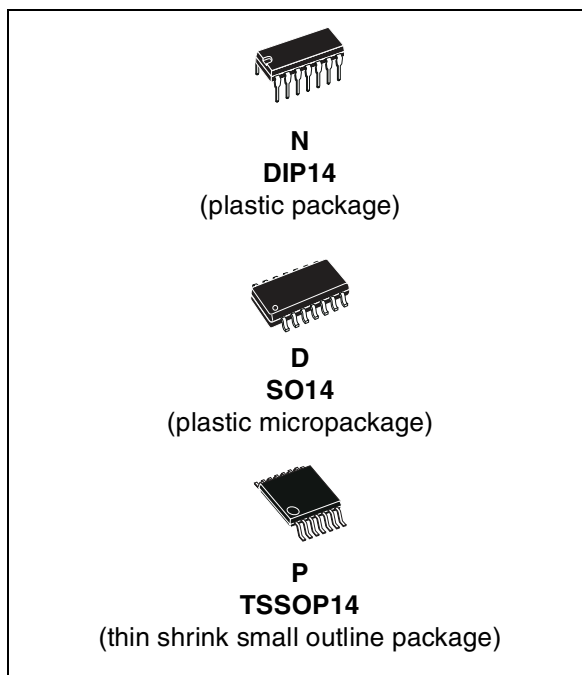 N
DIP14
(plastic package)
D
SO14
(plastic micropackage)
P
TSSOP14
(thin shrink small outline package)